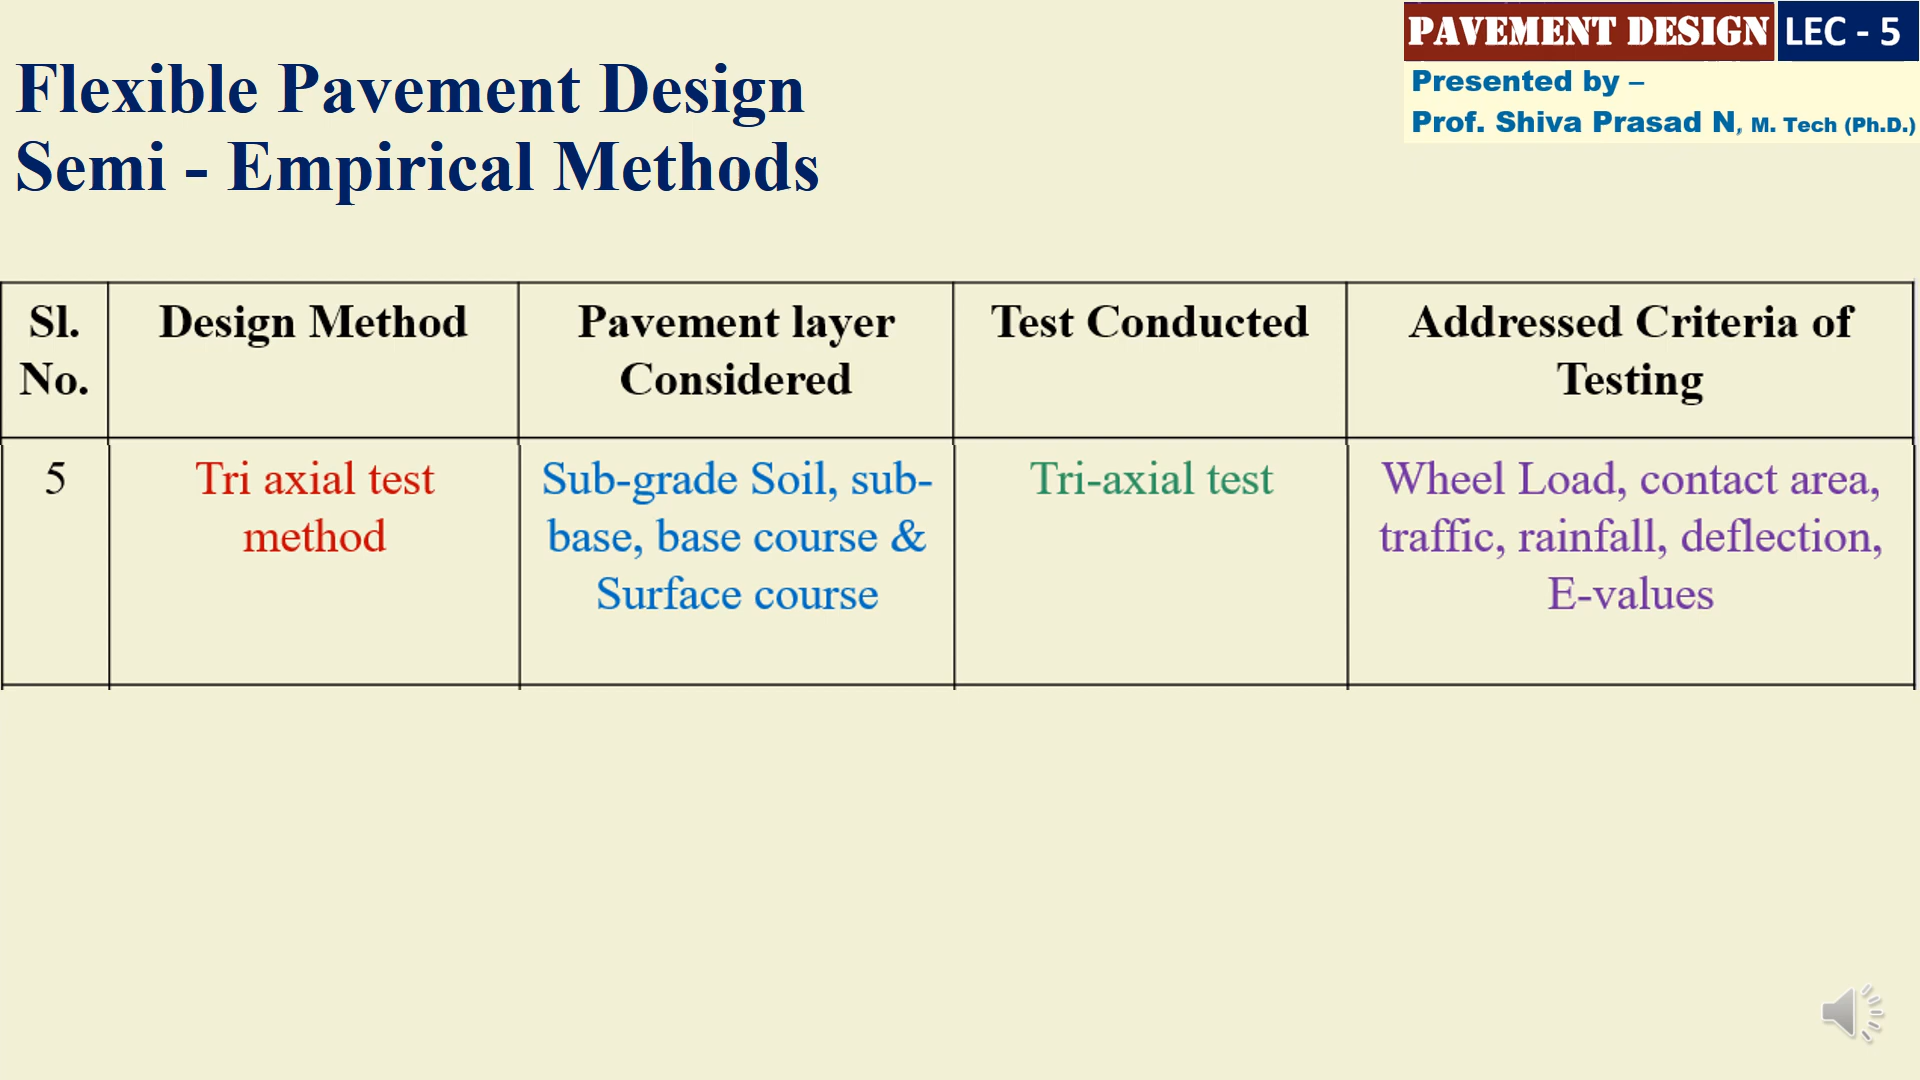 PAVEMENT DESIGN LEC - 5
Presented by –
Prof. Shiva Prasad N, M. Tech (Ph.D.)
Flexible Pavement Design
Semi - Empirical Methods
Sl. No.
Design Method
Pavement layer
Considered
Test Conducted
Addressed Criteria of
Testing
5
Tri axial test
method
Sub-grade Soil, sub-
base, base course &
Surface course
Tri-axial test
Wheel Load, contact area,
traffic, rainfall, deflection,
E-values